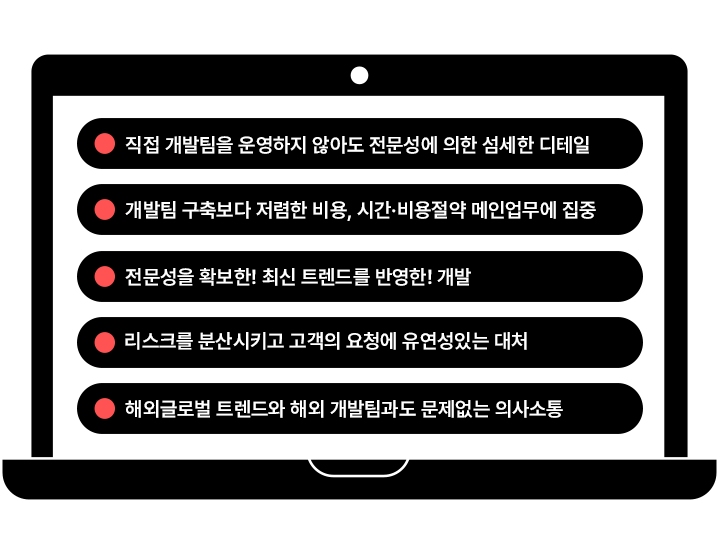 직접 개발팀을 운영하지 않아도 전문성에 의한 섬세한 디테일
개발팀 구축보다 저렴한 비용, 시간·비용절약 메인업무에 집중
전문성을 확보한! 최신 트렌드를 반영한! 개발
리스크를 분산시키고 고객의 요청에 유연성있는 대처
해외글로벌 트렌드와 해외 개발팀과도 문제없는 의사소통